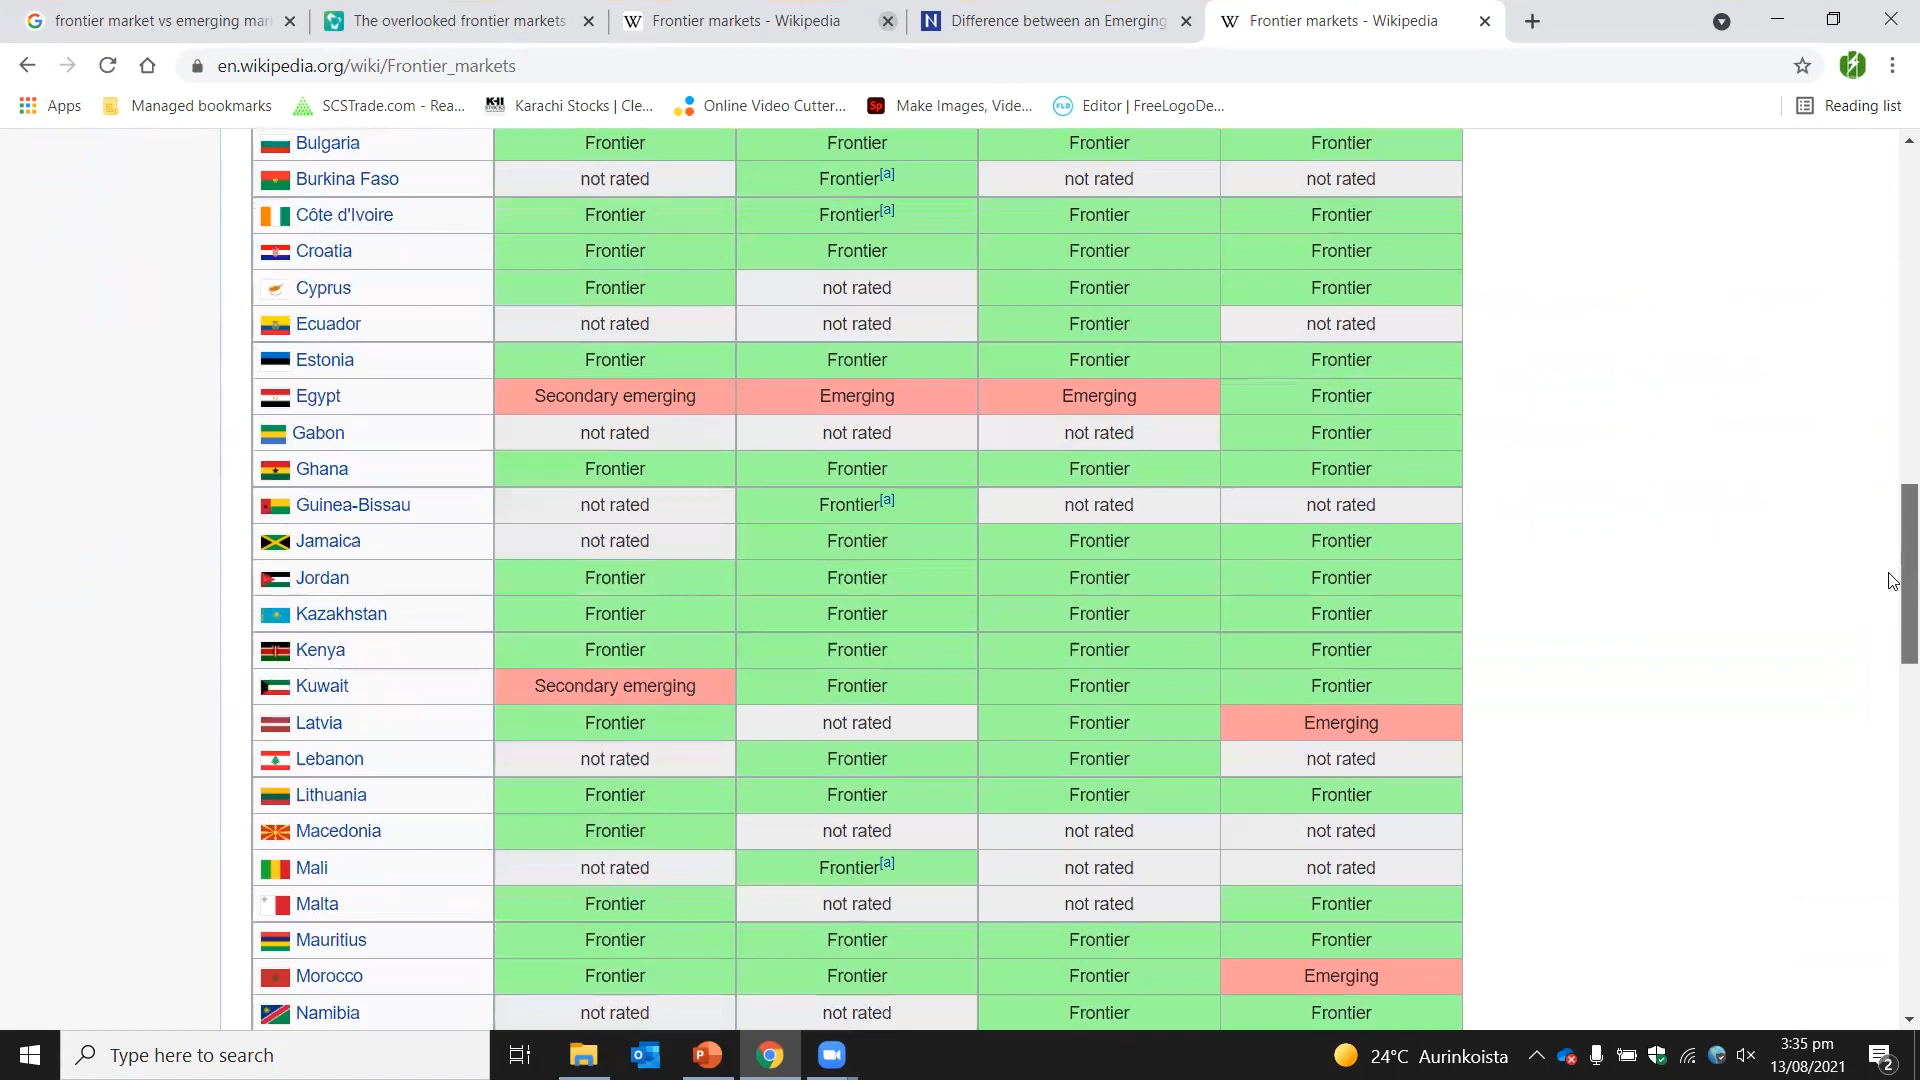 frontier market vs emerging mar
The overlooked frontier markets
Frontier markets - Wikipedia
Difference between an Emerging
Frontier markets - Wikipedia
en.wikipedia.org/wiki/Frontier_markets
Apps Managed bookmarks SCSTrade.com - Rea... Karachi Stocks | Cle... Online Video Cutter... Make Images, Vide... Editor | FreeLogoDe... Reading list
Bulgaria Frontier Frontier Frontier Frontier
Burkina Faso not rated Frontier[a] not rated not rated
Côte d'Ivoire Frontier Frontier[a] Frontier Frontier
Croatia Frontier Frontier Frontier Frontier
Cyprus Frontier not rated Frontier Frontier
Ecuador not rated not rated Frontier not rated
Estonia Frontier Frontier Frontier Frontier
Egypt Secondary emerging Emerging Emerging Frontier
Gabon not rated not rated not rated Frontier
Ghana Frontier Frontier Frontier Frontier
Guinea-Bissau not rated Frontier[a] not rated not rated
Jamaica not rated Frontier Frontier Frontier
Jordan Frontier Frontier Frontier Frontier
Kazakhstan Frontier Frontier Frontier Frontier
Kenya Frontier Frontier Frontier Frontier
Kuwait Secondary emerging Frontier Frontier Frontier
Latvia Frontier not rated Frontier Emerging
Lebanon not rated Frontier Frontier not rated
Lithuania Frontier Frontier Frontier Frontier
Macedonia Frontier not rated not rated not rated
Mali not rated Frontier[a] not rated not rated
Malta Frontier not rated not rated Frontier
Mauritius Frontier Frontier Frontier Frontier
Morocco Frontier Frontier Frontier Emerging
Namibia not rated not rated Frontier Frontier
Type here to search
24°C Aurinkoista
3:35 pm
13/08/2021
2